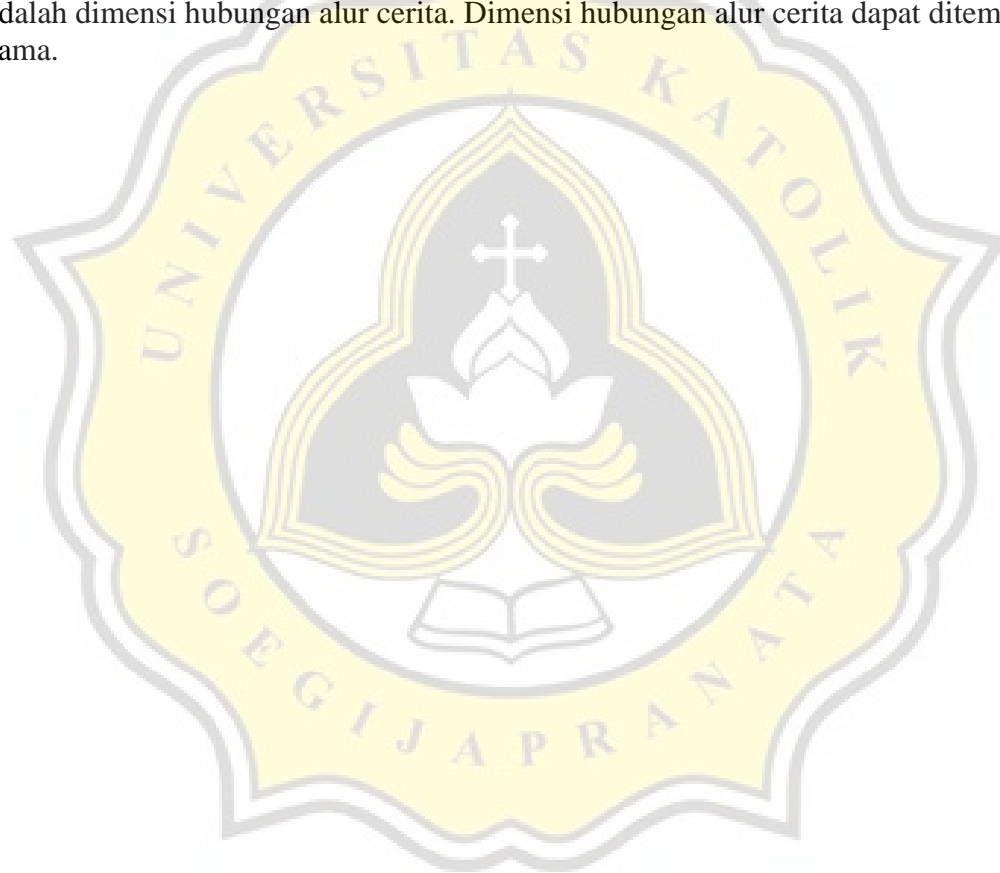 dalah dimensi hubungan alur cerita. Dimensi hubungan alur cerita dapat ditem
ama.
UNIVERSITAS KATOLIK
SOEGIJAPRANATA